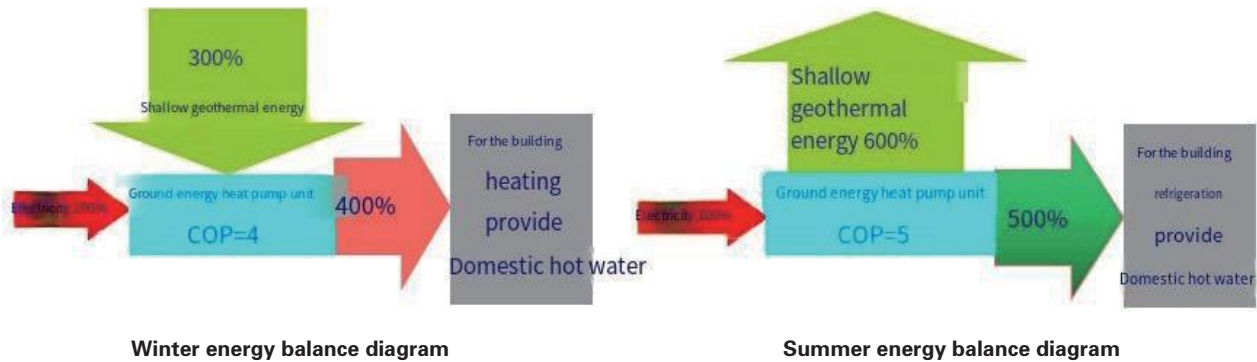 300%
Shallow geothermal energy
Ground energy heat pump unit
COP=4
400%
For the building
heating
provide
Domestic hot water
Winter energy balance diagram
Shallow
geothermal
energy 600%
Electricity 100%
Ground energy heat pump unit
COP=5
500%
For the building
refrigeration
provide
Domestic hot water
Summer energy balance diagram